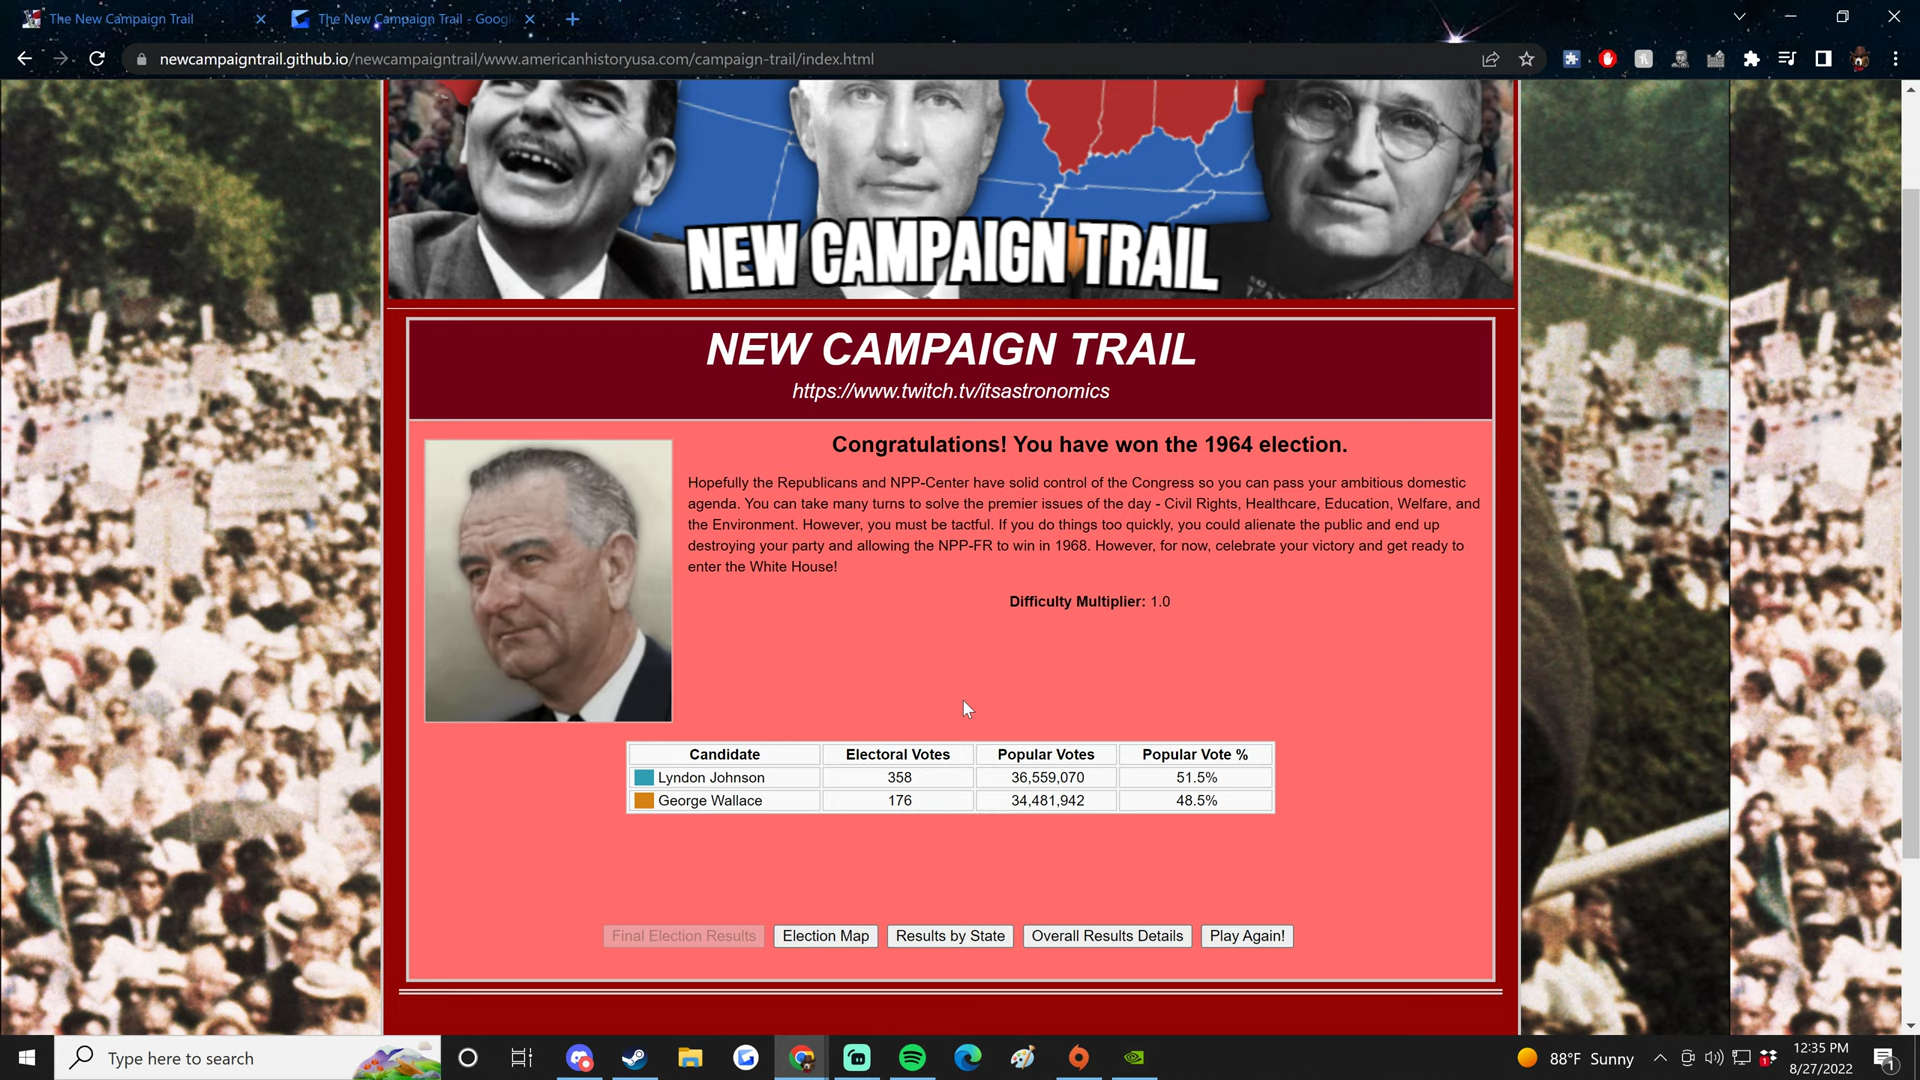 The New Campaign Trail
The New Campaign Trail - Googl
newcampaigntrail.github.io/newcampaigntrail/www.americanhistoryusa.com/campaign-trail/index.html
NEW CAMPAIGN TRAIL
NEW CAMPAIGN TRAIL
https://www.twitch.tv/itsastronomics
Congratulations! You have won the 1964 election.
Hopefully the Republicans and NPP-Center have solid control of the Congress so you can pass your ambitious domestic
agenda. You can take many turns to solve the premier issues of the day - Civil Rights, Healthcare, Education, Welfare, and
the Environment. However, you must be tactful. If you do things too quickly, you could alienate the public and end up
destroying your party and allowing the NPP-FR to win in 1968. However, for now, celebrate your victory and get ready to
enter the White House!
Difficulty Multiplier: 1.0
Candidate Electoral Votes Popular Votes Popular Vote %
Lyndon Johnson 358 36,559,070 51.5%
George Wallace 176 34,481,942 48.5%
Final Election Results Election Map Results by State Overall Results Details Play Again!
Type here to search
88°F Sunny
12:35 PM
8/27/2022
1
1